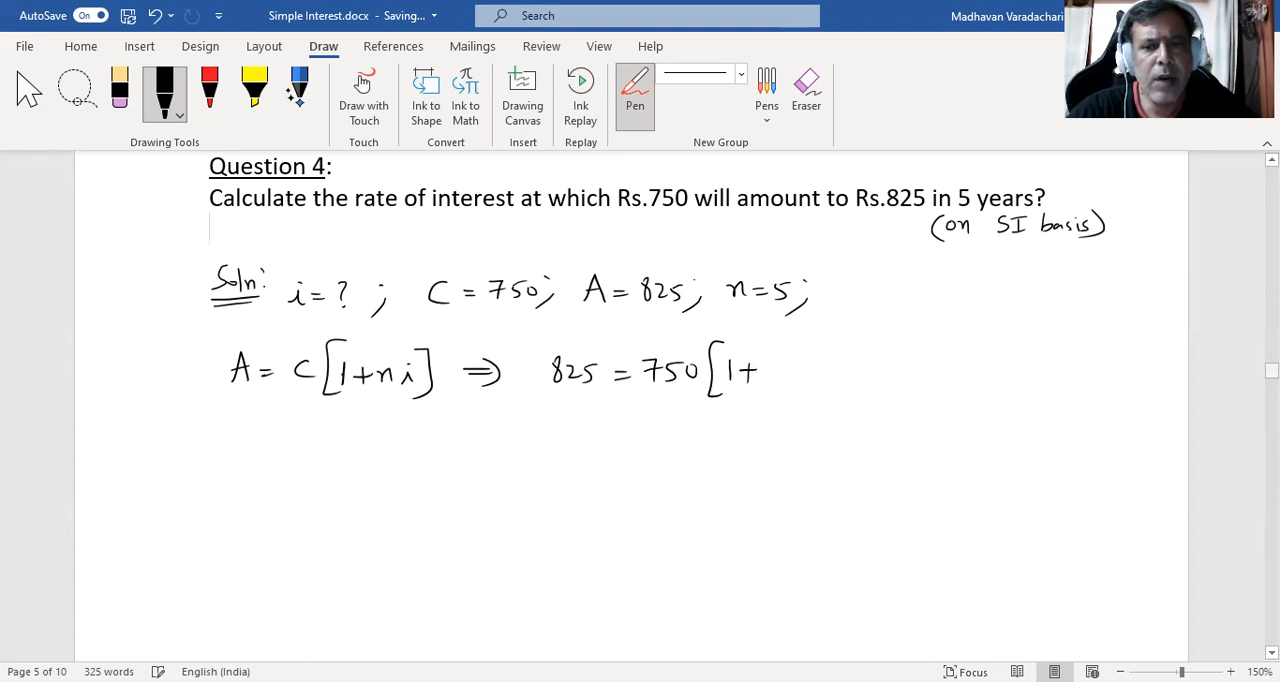 AutoSave On Simple Interest.docx - Saving... Search Madhavan Varadachari
File Home Insert Design Layout Draw References Mailings Review View Help
Draw with Touch Ink to Shape Ink to Math Drawing Canvas Ink Replay Pen Pens Eraser
Drawing Tools Touch Convert Insert Replay New Group
Question 4:
Calculate the rate of interest at which Rs.750 will amount to Rs.825 in 5 years?
(on SI basis)
Soln: i = ? ; C = 750; A = 825; n = 5;
A = C[1+ni] ⇒ 825 = 750[1+
Page 5 of 10 325 words English (India) Focus 150%